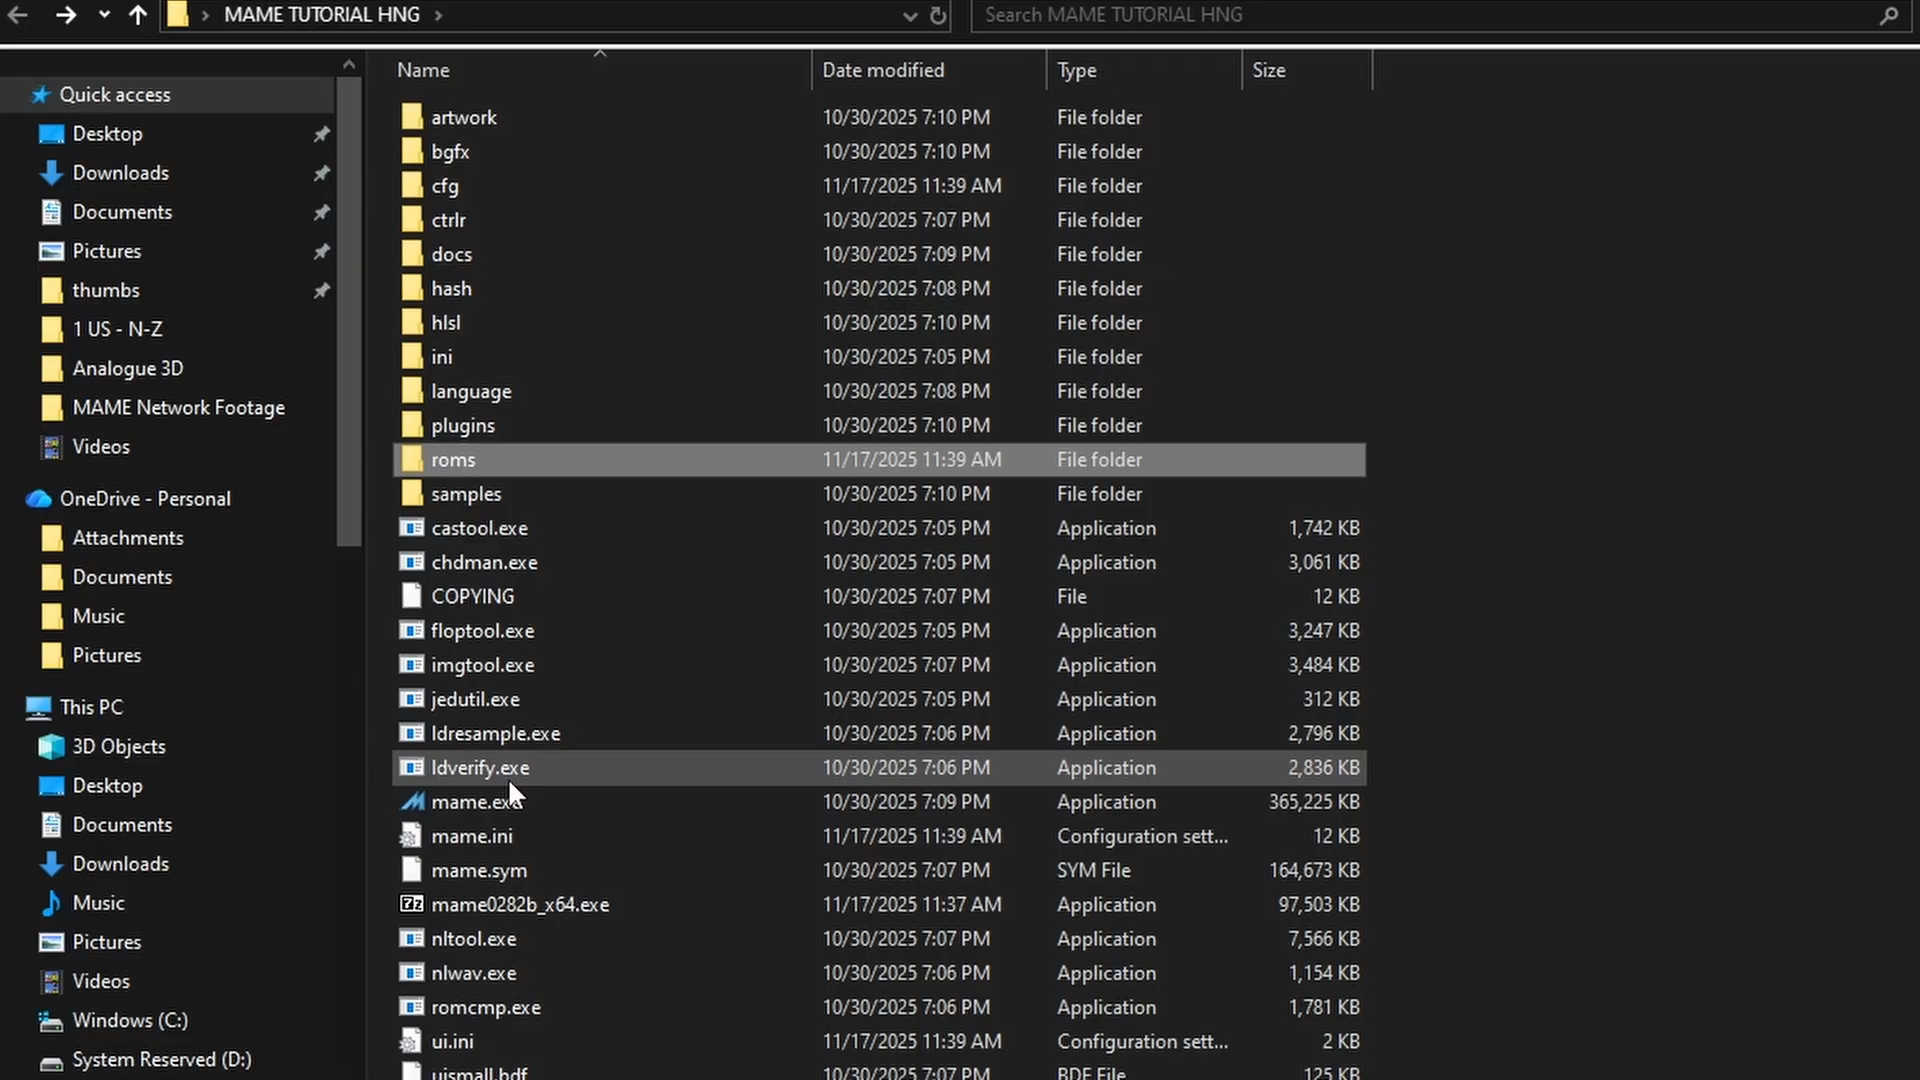 MAME TUTORIAL HNG
Search MAME TUTORIAL HNG
Quick access
Desktop
Downloads
Documents
Pictures
thumbs
1 US - N-Z
Analogue 3D
MAME Network Footage
Videos
OneDrive - Personal
Attachments
Documents
Music
Pictures
This PC
3D Objects
Desktop
Documents
Downloads
Music
Pictures
Videos
Windows (C:)
System Reserved (D:)
Name Date modified Type Size
artwork 10/30/2025 7:10 PM File folder
bgfx 10/30/2025 7:10 PM File folder
cfg 11/17/2025 11:39 AM File folder
ctrlr 10/30/2025 7:07 PM File folder
docs 10/30/2025 7:09 PM File folder
hash 10/30/2025 7:08 PM File folder
hlsl 10/30/2025 7:10 PM File folder
ini 10/30/2025 7:05 PM File folder
language 10/30/2025 7:08 PM File folder
plugins 10/30/2025 7:10 PM File folder
roms 11/17/2025 11:39 AM File folder
samples 10/30/2025 7:10 PM File folder
castool.exe 10/30/2025 7:05 PM Application 1,742 KB
chdman.exe 10/30/2025 7:05 PM Application 3,061 KB
COPYING 10/30/2025 7:07 PM File 12 KB
floptool.exe 10/30/2025 7:05 PM Application 3,247 KB
imgtool.exe 10/30/2025 7:07 PM Application 3,484 KB
jedutil.exe 10/30/2025 7:05 PM Application 312 KB
ldresample.exe 10/30/2025 7:06 PM Application 2,796 KB
ldverify.exe 10/30/2025 7:06 PM Application 2,836 KB
mame.exe 10/30/2025 7:09 PM Application 365,225 KB
mame.ini 11/17/2025 11:39 AM Configuration sett... 12 KB
mame.sym 10/30/2025 7:07 PM SYM File 164,673 KB
mame0282b_x64.exe 11/17/2025 11:37 AM Application 97,503 KB
nltool.exe 10/30/2025 7:07 PM Application 7,566 KB
nlwav.exe 10/30/2025 7:06 PM Application 1,154 KB
romcmp.exe 10/30/2025 7:06 PM Application 1,781 KB
ui.ini 11/17/2025 11:39 AM Configuration sett... 2 KB
uismall.bdf 10/30/2025 7:07 PM BDF File 125 KB